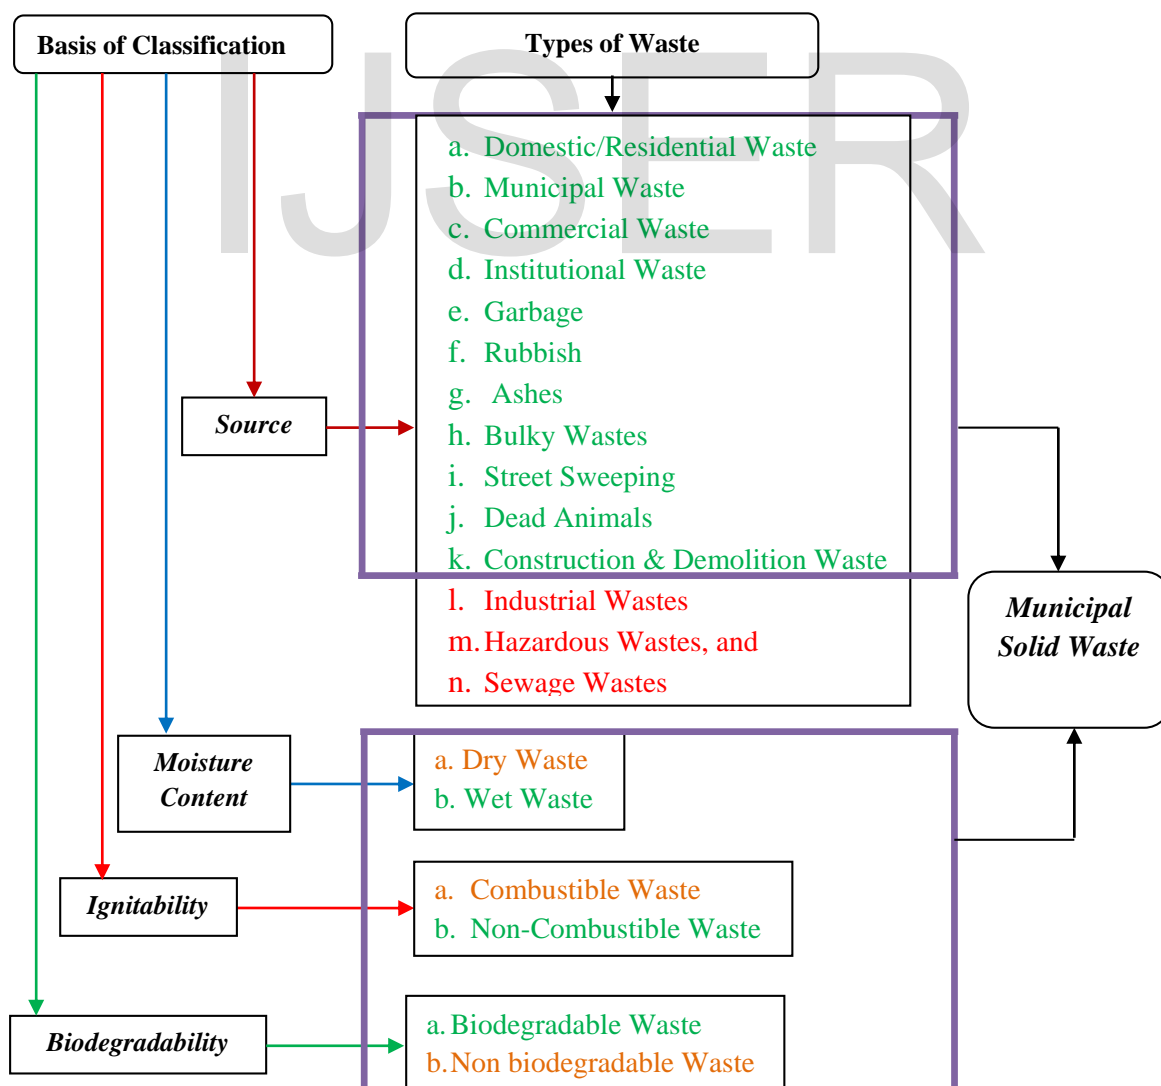 Basis of Classification
Types of Waste
IJSER
a. Domestic/Residential Waste
b. Municipal Waste
c. Commercial Waste
d. Institutional Waste
e. Garbage
f. Rubbish
g. Ashes
h. Bulky Wastes
i. Street Sweeping
j. Dead Animals
k. Construction & Demolition Waste
l. Industrial Wastes
m. Hazardous Wastes, and
n. Sewage Wastes
Source
Municipal
Solid Waste
Moisture
Content
a. Dry Waste
b. Wet Waste
Ignitability
a. Combustible Waste
b. Non-Combustible Waste
Biodegradability
a. Biodegradable Waste
b. Non biodegradable Waste